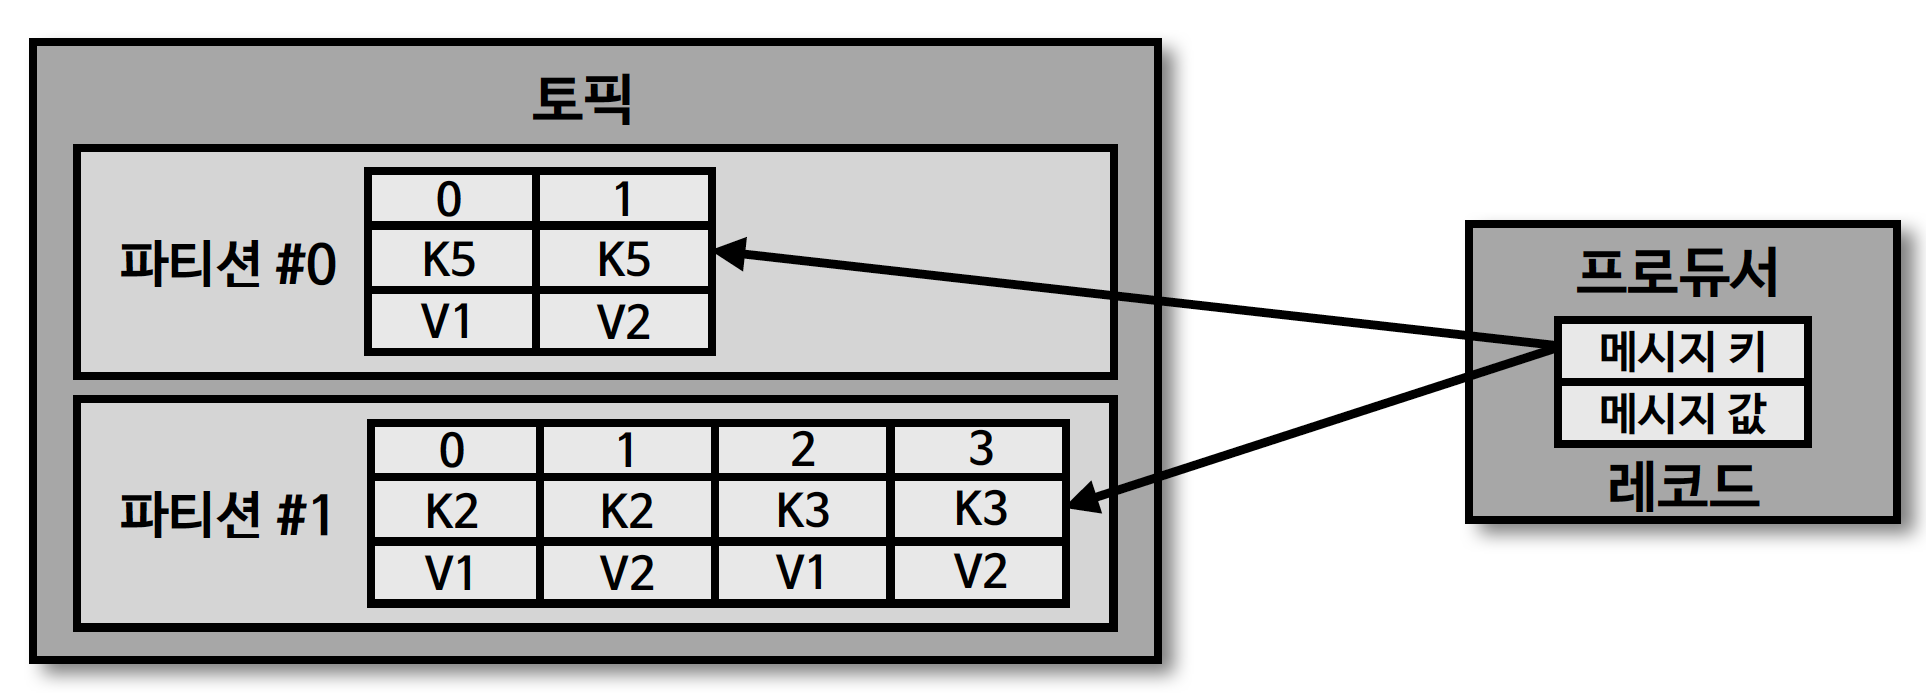 토픽
파티션 #0
0 1
K5 K5
V1 V2
파티션 #1
0 1 2 3
K2 K2 K3 K3
V1 V2 V1 V2
프로듀서
메시지 키
메시지 값
레코드